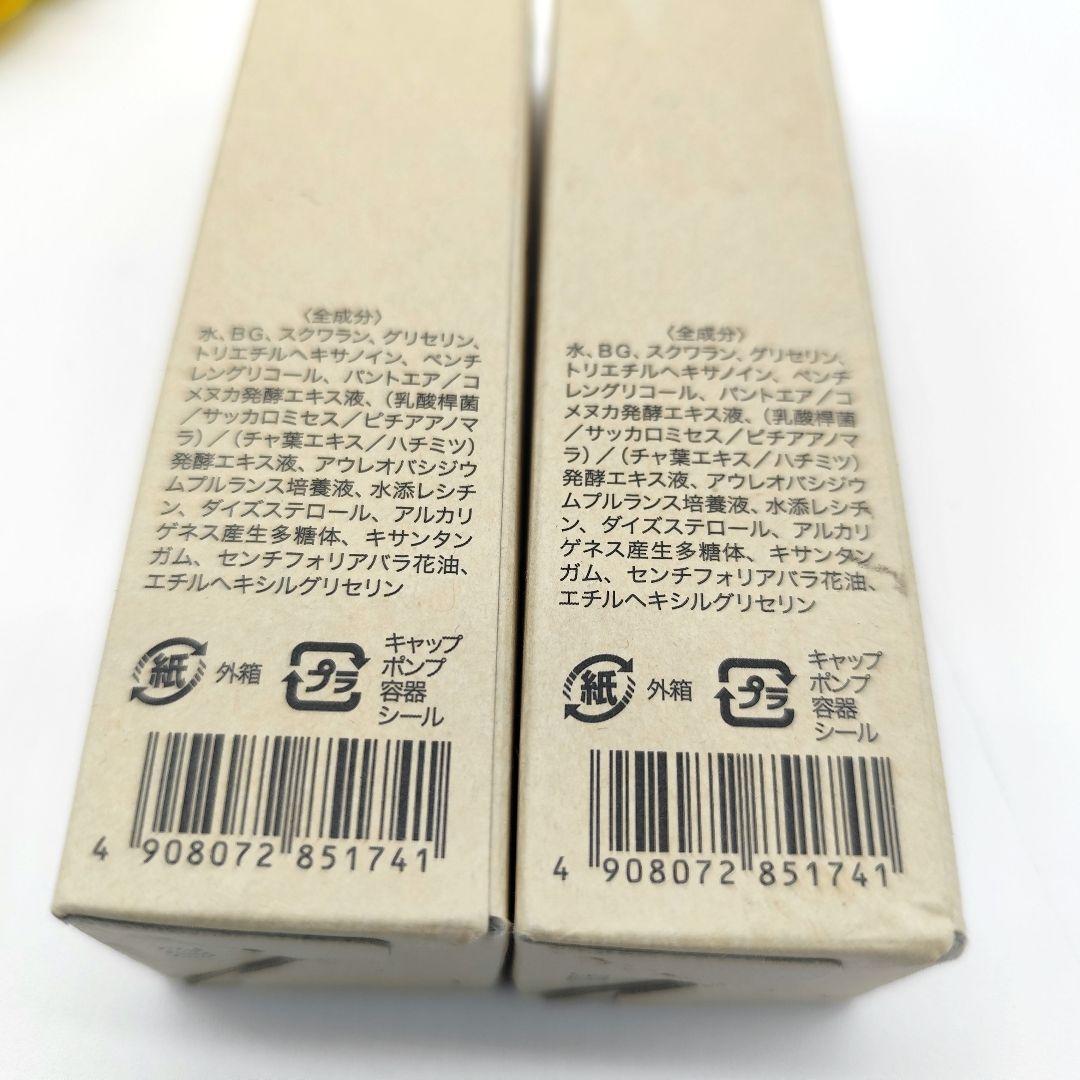 〈全成分〉
水、BG、スクワラン、グリセリン、
トリエチルヘキサノイン、ペンチ
レングリコール、パントエア／コ
メヌカ発酵エキス液、（乳酸桿菌
／サッカロミセス／ピチアアノマ
ラ）／（チャ葉エキス／ハチミツ）
発酵エキス液、アウレオバシジウ
ムプルランス培養液、水添レシチ
ン、ダイズステロール、アルカリ
ゲネス産生多糖体、キサンタン
ガム、センチフォリアバラ花油、
エチルヘキシルグリセリン
紙 外箱 プラ キャップ
ポンプ
容器
シール
4 908072 851741
〈全成分〉
水、BG、スクワラン、グリセリン、
トリエチルヘキサノイン、ペンチ
レングリコール、パントエア／コ
メヌカ発酵エキス液、（乳酸桿菌
／サッカロミセス／ピチアアノマ
ラ）／（チャ葉エキス／ハチミツ）
発酵エキス液、アウレオバシジウ
ムプルランス培養液、水添レシチ
ン、ダイズステロール、アルカリ
ゲネス産生多糖体、キサンタン
ガム、センチフォリアバラ花油、
エチルヘキシルグリセリン
紙 外箱 プラ キャップ
ポンプ
容器
シール
4 908072 851741